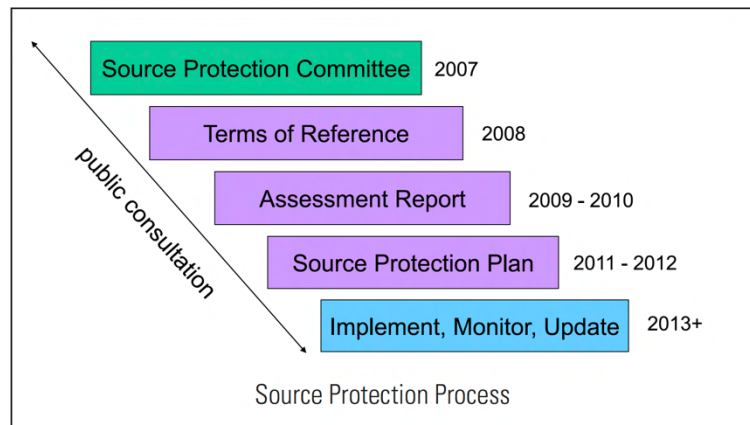 Source Protection Committee 2007
Terms of Reference 2008
public consultation
Assessment Report 2009 - 2010
Source Protection Plan 2011 - 2012
Implement, Monitor, Update 2013+
Source Protection Process